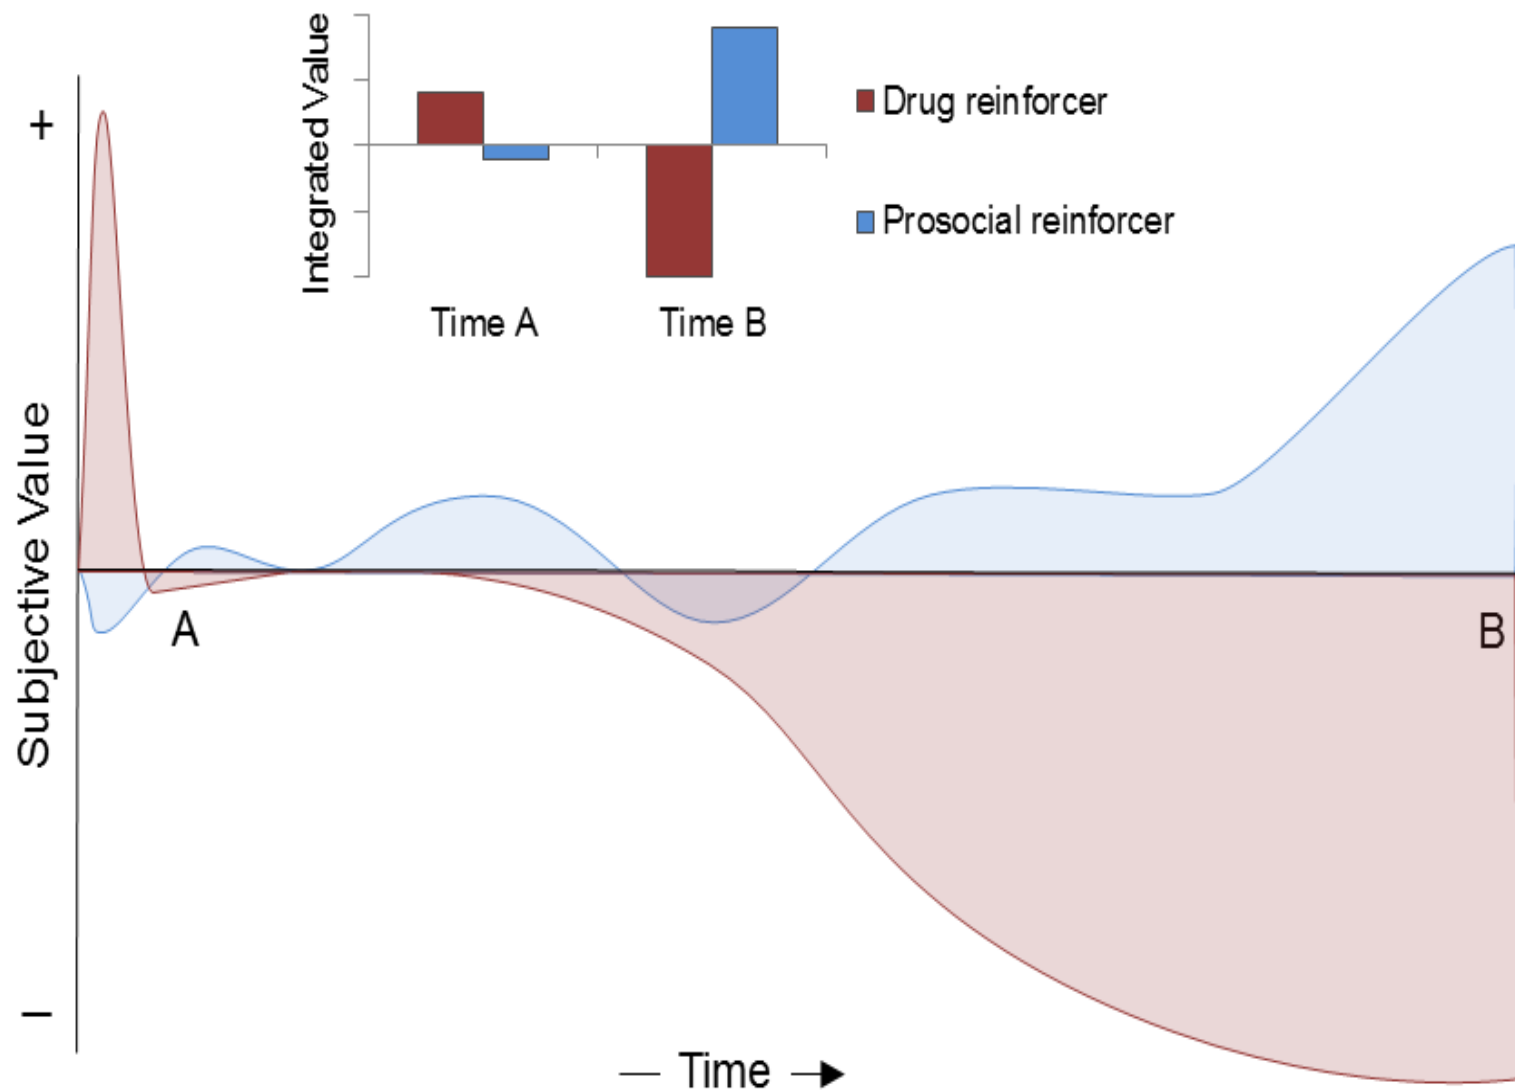 Integrated Value
Time A
Time B
Drug reinforcer
Prosocial reinforcer
+
Subjective Value
–
A
B
— Time →